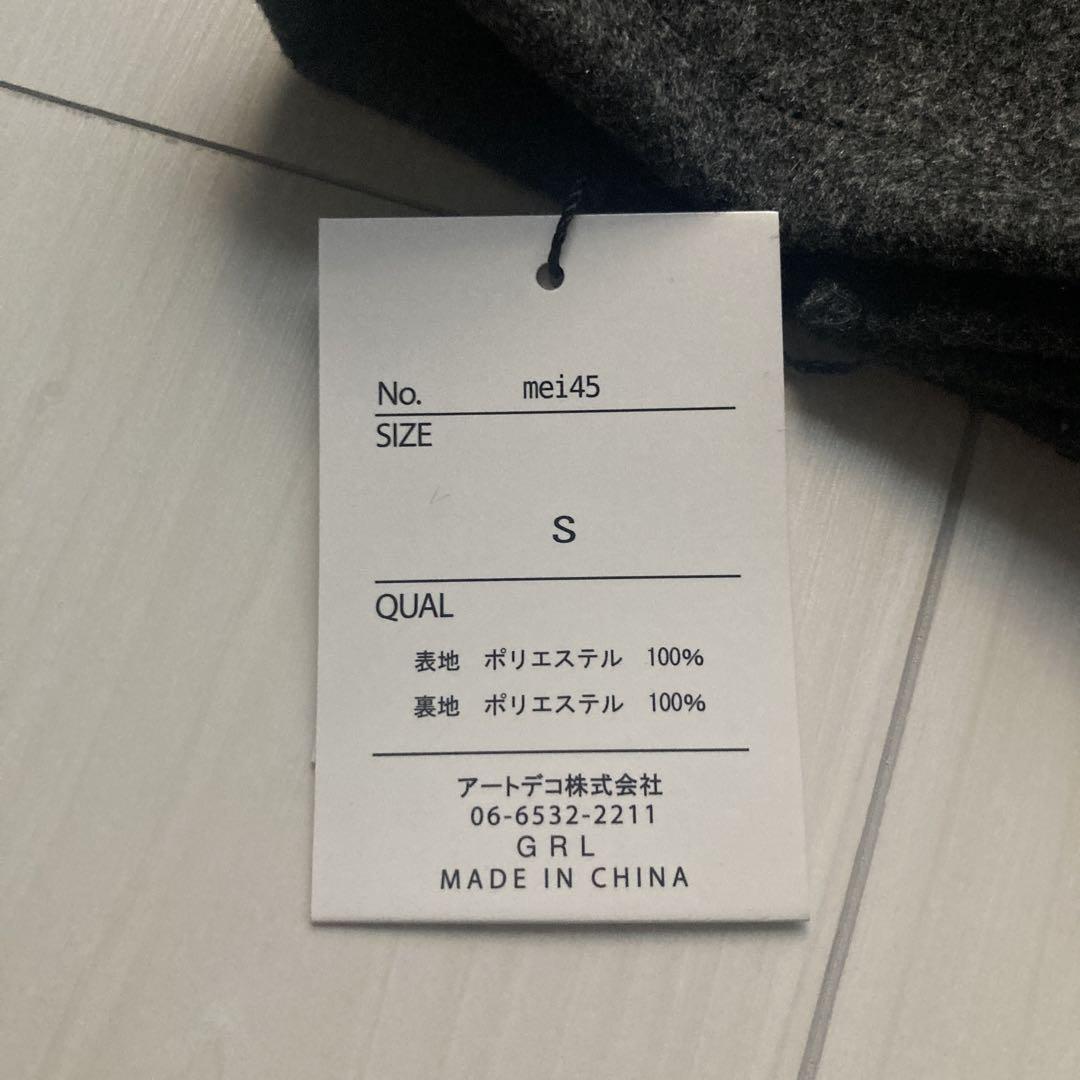 No. mei45
SIZE
S
QUAL
表地 ポリエステル 100%
裏地 ポリエステル 100%
アートデコ株式会社
06-6532-2211
GRL
MADE IN CHINA